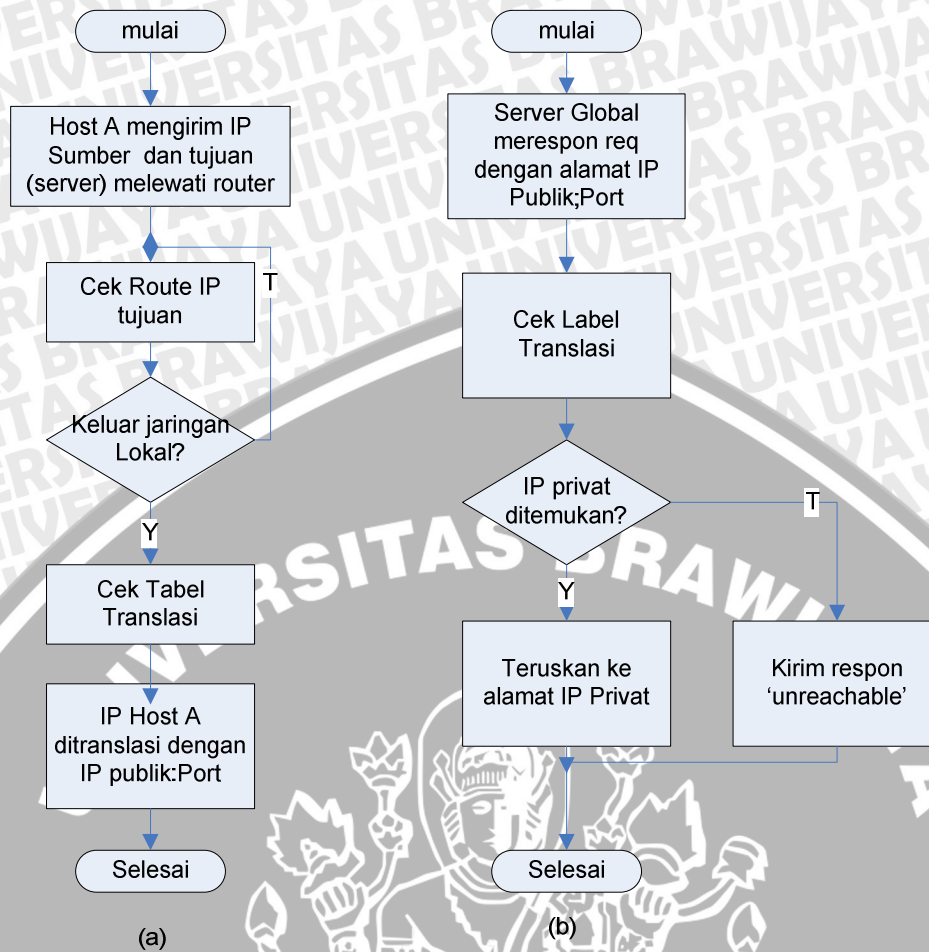 mulai
Host A mengirim IP
Sumber dan tujuan
(server) melewati router
Cek Route IP
tujuan
T
Keluar jaringan
Lokal?
Y
Cek Tabel
Translasi
IP Host A
ditranslasi dengan
IP publik:Port
Selesai
(a)
mulai
Server Global
merespon req
dengan alamat IP
Publik;Port
Cek Label
Translasi
IP privat
ditemukan?
T
Y
Teruskan ke
alamat IP Privat
Kirim respon
‘unreachable’
Selesai
(b)
UNIVERSITAS BRAWIJAYA